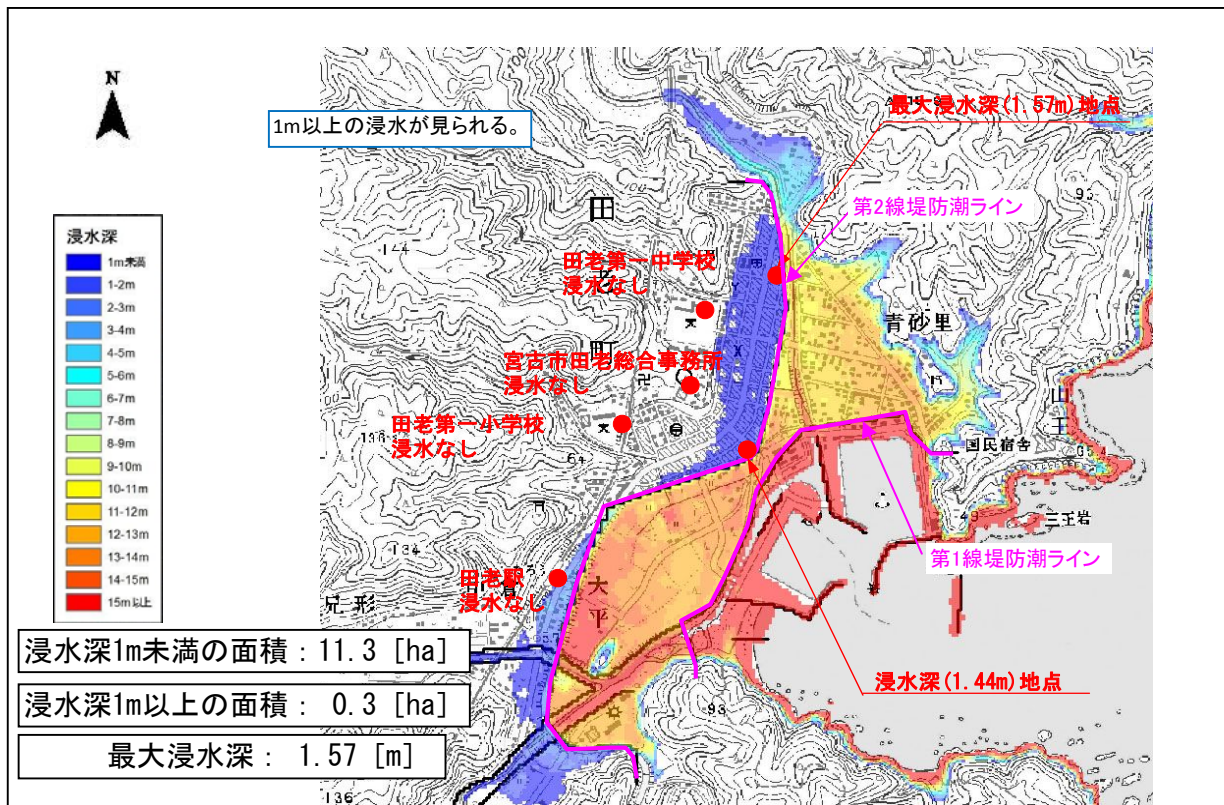 N
1m以上の浸水が見られる。
最大浸水深(1.57m)地点
第2線堤防潮ライン
浸水深
1m未満
1-2m
2-3m
3-4m
4-5m
5-6m
6-7m
7-8m
8-9m
9-10m
10-11m
11-12m
12-13m
13-14m
14-15m
15m以上
田
老
町
144
93
田老第一中学校
浸水なし
青砂里
宮古市田老総合事務所
浸水なし
山
王
田老第一小学校
浸水なし
64
国民宿舎
三王岩
第1線堤防潮ライン
134
田老駅
浸水なし
大
平
浸水深1m未満の面積：11.3 [ha]
浸水深1m以上の面積： 0.3 [ha]
最大浸水深： 1.57 [m]
浸水深(1.44m)地点
93
136